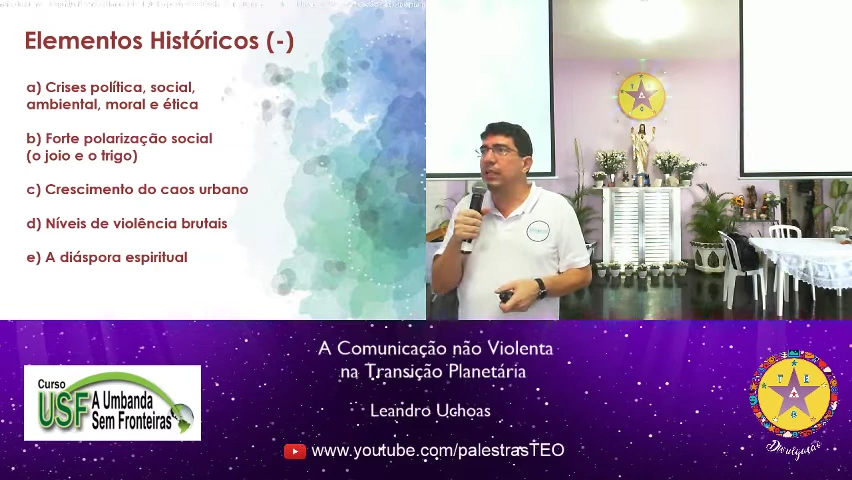 Elementos Históricos (-)
a) Crises política, social,
ambiental, moral e ética
b) Forte polarização social
(o joio e o trigo)
c) Crescimento do caos urbano
d) Níveis de violência brutais
e) A diáspora espiritual
A Comunicação não Violenta
na Transição Planetária
Leandro Uchoas
www.youtube.com/palestrasTEO
Curso
USF A Umbanda
Sem Fronteiras
Divulgação